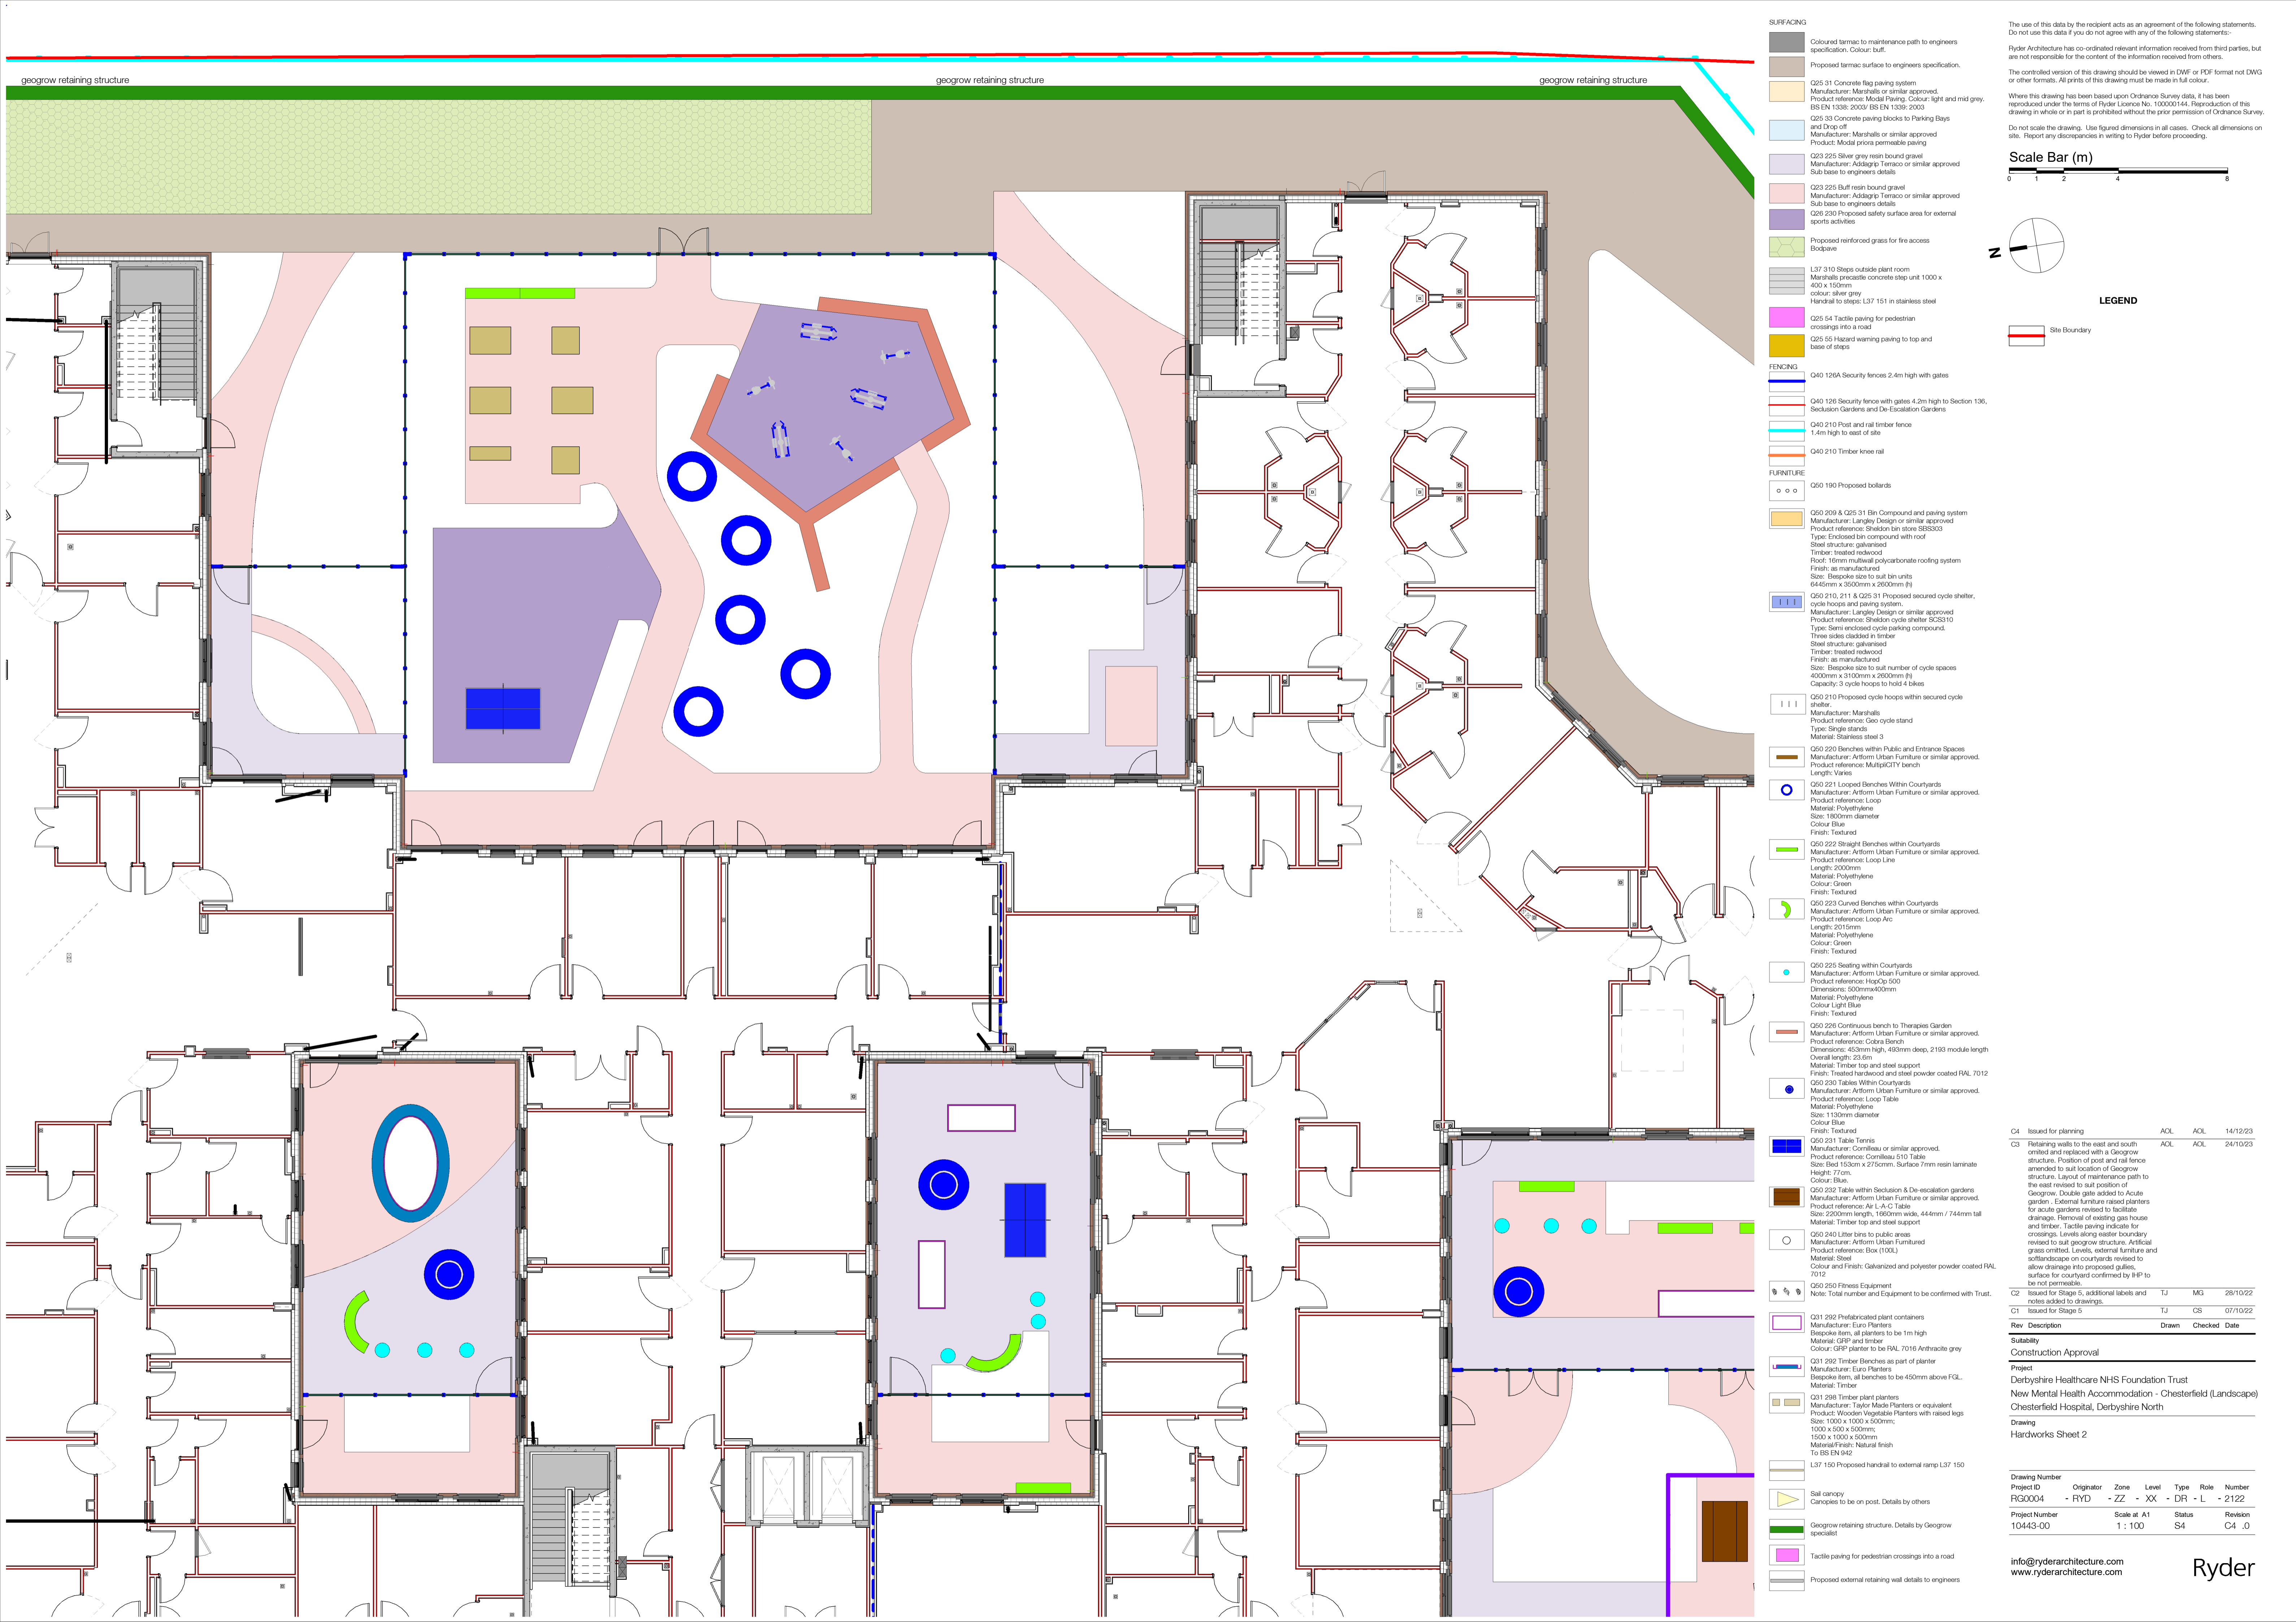 geogrow retaining structure
geogrow retaining structure
geogrow retaining structure
SURFACING
Coloured tarmac to maintenance path to engineers
specification. Colour: buff.
Proposed tarmac surface to engineers specification.
Q25 31 Concrete flag paving system
Manufacturer: Marshalls or similar approved.
Product reference: Modal Paving. Colour: light and mid grey.
BS EN 1338: 2003/ BS EN 1339: 2003
Q25 33 Concrete paving blocks to Parking Bays
and Drop off
Manufacturer: Marshalls or similar approved
Product: Modal priora permeable paving
Q23 225 Silver grey resin bound gravel
Manufacturer: Addagrip Terraco or similar approved
Sub base to engineers details
Q23 225 Buff resin bound gravel
Manufacturer: Addagrip Terraco or similar approved
Sub base to engineers details
Q26 230 Proposed safety surface area for external
sports activities
Proposed reinforced grass for fire access
Bodpave
L37 310 Steps outside plant room
Marshalls precastle concrete step unit 1000 x
400 x 150mm
colour: silver grey
Handrail to steps: L37 151 in stainless steel
Q25 54 Tactile paving for pedestrian
crossings into a road
Q25 55 Hazard warning paving to top and
base of steps
FENCING
Q40 126A Security fences 2.4m high with gates
Q40 126 Security fence with gates 4.2m high to Section 136,
Seclusion Gardens and De-Escalation Gardens
Q40 210 Post and rail timber fence
1.4m high to east of site
Q40 210 Timber knee rail
FURNITURE
Q50 190 Proposed bollards
Q50 209 & Q25 31 Bin Compound and paving system
Manufacturer: Langley Design or similar approved
Product reference: Sheldon bin store SBS303
Type: Enclosed bin compound with roof
Steel structure: galvanised
Timber: treated redwood
Roof: 16mm multiwall polycarbonate roofing system
Finish: as manufactured
Size: Bespoke size to suit bin units
6445mm x 3500mm x 2600mm (h)
Q50 210, 211 & Q25 31 Proposed secured cycle shelter,
cycle hoops and paving system.
Manufacturer: Langley Design or similar approved
Product reference: Sheldon cycle shelter SCS310
Type: Semi enclosed cycle parking compound.
Three sides cladded in timber
Steel structure: galvanised
Timber: treated redwood
Finish: as manufactured
Size: Bespoke size to suit number of cycle spaces
4000mm x 3100mm x 2600mm (h)
Capacity: 3 cycle hoops to hold 4 bikes
Q50 210 Proposed cycle hoops within secured cycle
shelter.
Manufacturer: Marshalls
Product reference: Geo cycle stand
Type: Single stands
Material: Stainless steel 3
Q50 220 Benches within Public and Entrance Spaces
Manufacturer: Artform Urban Furniture or similar approved.
Product reference: MultipliCITY bench
Length: Varies
Q50 221 Looped Benches Within Courtyards
Manufacturer: Artform Urban Furniture or similar approved.
Product reference: Loop
Material: Polyethylene
Size: 1800mm diameter
Colour Blue
Finish: Textured
Q50 222 Straight Benches within Courtyards
Manufacturer: Artform Urban Furniture or similar approved.
Product reference: Loop Line
Length: 2000mm
Material: Polyethylene
Colour: Green
Finish: Textured
Q50 223 Curved Benches within Courtyards
Manufacturer: Artform Urban Furniture or similar approved.
Product reference: Loop Arc
Length: 2015mm
Material: Polyethylene
Colour: Green
Finish: Textured
Q50 225 Seating within Courtyards
Manufacturer: Artform Urban Furniture or similar approved.
Product reference: HopOp 500
Dimensions: 500mmx400mm
Material: Polyethylene
Colour Light Blue
Finish: Textured
Q50 226 Continuous bench to Therapies Garden
Manufacturer: Artform Urban Furniture or similar approved.
Product reference: Cobra Bench
Dimensions: 453mm high, 493mm deep, 2193 module length
Overall length: 23.6m
Material: Timber top and steel support
Finish: Treated hardwood and steel powder coated RAL 7012
Q50 230 Tables Within Courtyards
Manufacturer: Artform Urban Furniture or similar approved.
Product reference: Loop Table
Material: Polyethylene
Size: 1130mm diameter
Colour Blue
Finish: Textured
Q50 231 Table Tennis
Manufacturer: Cornilleau or similar approved.
Product reference: Cornilleau 510 Table
Size: Bed 153cm x 275mm. Surface 7mm resin laminate
Height: 77cm.
Colour: Blue.
Q50 232 Table within Seclusion & De-escalation gardens
Manufacturer: Artform Urban Furniture or similar approved.
Product reference: Air L-A-C Table
Size: 2200mm length, 1660mm wide, 444mm / 744mm tall
Material: Timber top and steel support
Q50 240 Litter bins to public areas
Manufacturer: Artform Urban Furnitured
Product reference: Box (100L)
Material: Steel
Colour and Finish: Galvanized and polyester powder coated RAL
7012
Q50 250 Fitness Equipment
Note: Total number and Equipment to be confirmed with Trust.
Q31 292 Prefabricated plant containers
Manufacturer: Euro Planters
Bespoke item, all planters to be 1m high
Material: GRP and timber
Colour: GRP planter to be RAL 7016 Anthracite grey
Q31 292 Timber Benches as part of planter
Manufacturer: Euro Planters
Bespoke item, all benches to be 450mm above FGL.
Material: Timber
Q31 298 Timber plant planters
Manufacturer: Taylor Made Planters or equivalent
Product: Wooden Vegetable Planters with raised legs
Size: 1000 x 1000 x 500mm;
1000 x 500 x 500mm;
1500 x 1000 x 500mm
Material/Finish: Natural finish
To BS EN 942
L37 150 Proposed handrail to external ramp L37 150
Sail canopy
Canopies to be on post. Details by others
Geogrow retaining structure. Details by Geogrow
specialist
Tactile paving for pedestrian crossings into a road
Proposed external retaining wall details to engineers
The use of this data by the recipient acts as an agreement of the following statements.
Do not use this data if you do not agree with any of the following statements:-
Ryder Architecture has co-ordinated relevant information received from third parties, but
are not responsible for the content of the information received from others.
The controlled version of this drawing should be viewed in DWF or PDF format not DWG
or other formats. All prints of this drawing must be made in full colour.
Where this drawing has been based upon Ordnance Survey data, it has been
reproduced under the terms of Ryder Licence No. 100000144. Reproduction of this
drawing in whole or in part is prohibited without the prior permission of Ordnance Survey.
Do not scale the drawing. Use figured dimensions in all cases. Check all dimensions on
site. Report any discrepancies in writing to Ryder before proceeding.
Scale Bar (m)
0 1 2 4 8
N
LEGEND
Site Boundary
C4 Issued for planning AOL AOL 14/12/23
C3 Retaining walls to the east and south AOL AOL 24/10/23
omited and replaced with a Geogrow
structure. Position of post and rail fence
amended to suit location of Geogrow
structure. Layout of maintenance path to
the east revised to suit position of
Geogrow. Double gate added to Acute
garden . External furniture raised planters
for acute gardens revised to facilitate
drainage. Removal of existing gas house
and timber. Tactile paving indicate for
crossings. Levels along easter boundary
revised to suit geogrow structure. Artificial
grass omitted. Levels, external furniture and
softlandscape on courtyards revised to
allow drainage into proposed gullies,
surface for courtyard confirmed by IHP to
be not permeable.
C2 Issued for Stage 5, additional labels and TJ MG 28/10/22
notes added to drawings.
C1 Issued for Stage 5 TJ CS 07/10/22
Rev Description Drawn Checked Date
Suitability
Construction Approval
Project
Derbyshire Healthcare NHS Foundation Trust
New Mental Health Accommodation - Chesterfield (Landscape)
Chesterfield Hospital, Derbyshire North
Drawing
Hardworks Sheet 2
Drawing Number
Project ID Originator Zone Level Type Role Number
RG0004 - RYD - ZZ - XX - DR - L - 2122
Project Number Scale at A1 Status Revision
10443-00 1 : 100 S4 C4 .0
info@ryderarchitecture.com
www.ryderarchitecture.com
Ryder